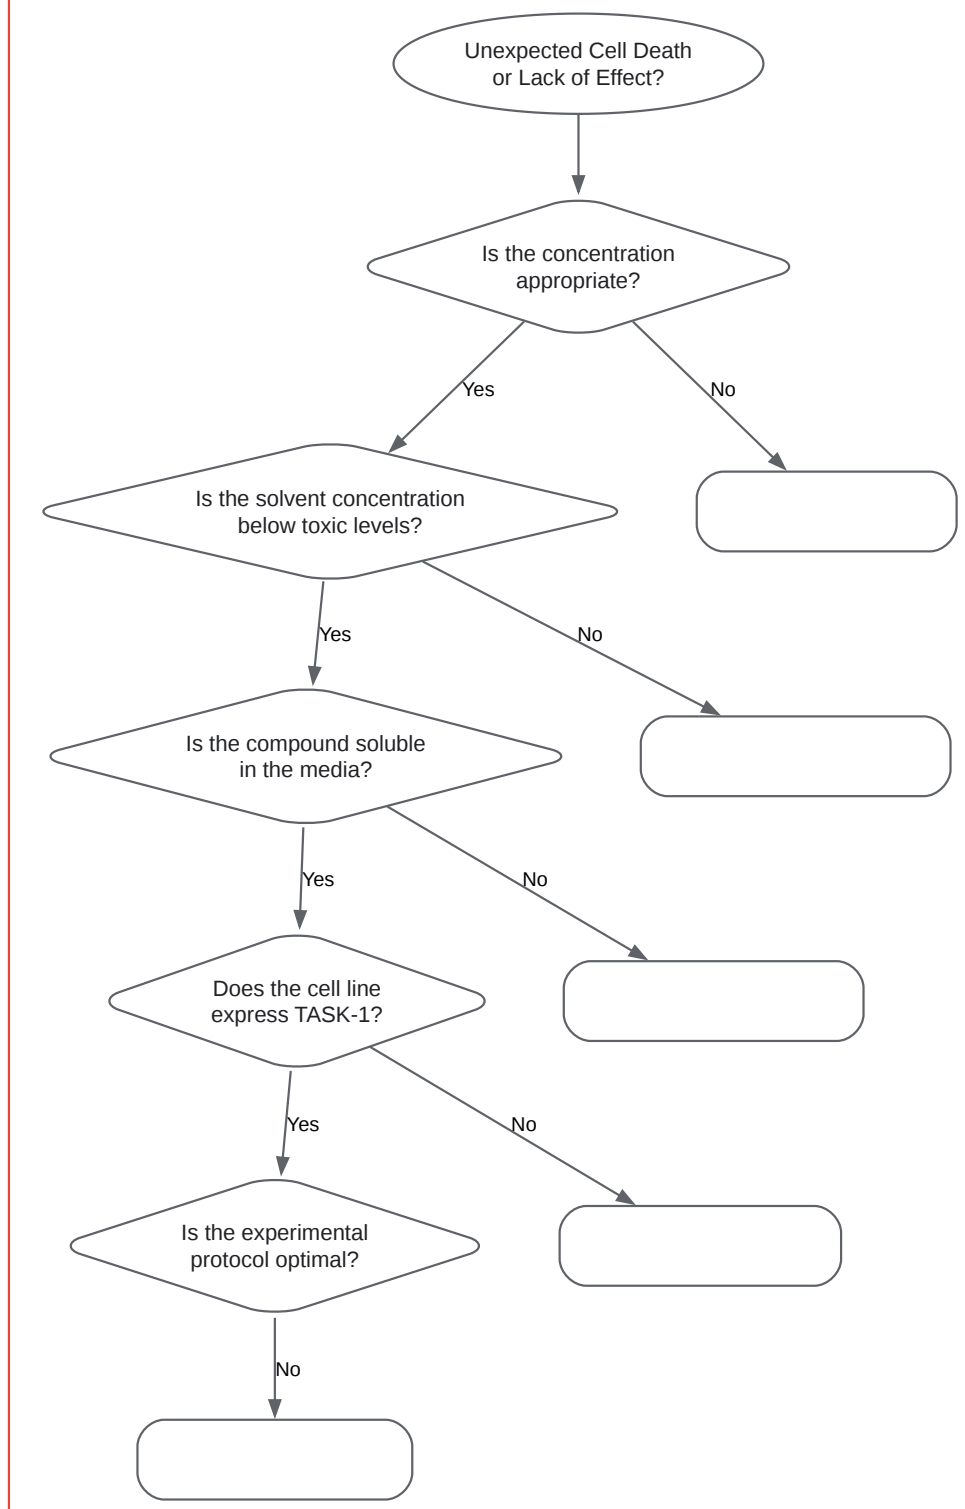 Unexpected Cell Death
or Lack of Effect?
Is the concentration
appropriate?
Yes
No
Is the solvent concentration
below toxic levels?
Yes
No
Is the compound soluble
in the media?
Yes
No
Does the cell line
express TASK-1?
Yes
No
Is the experimental
protocol optimal?
No